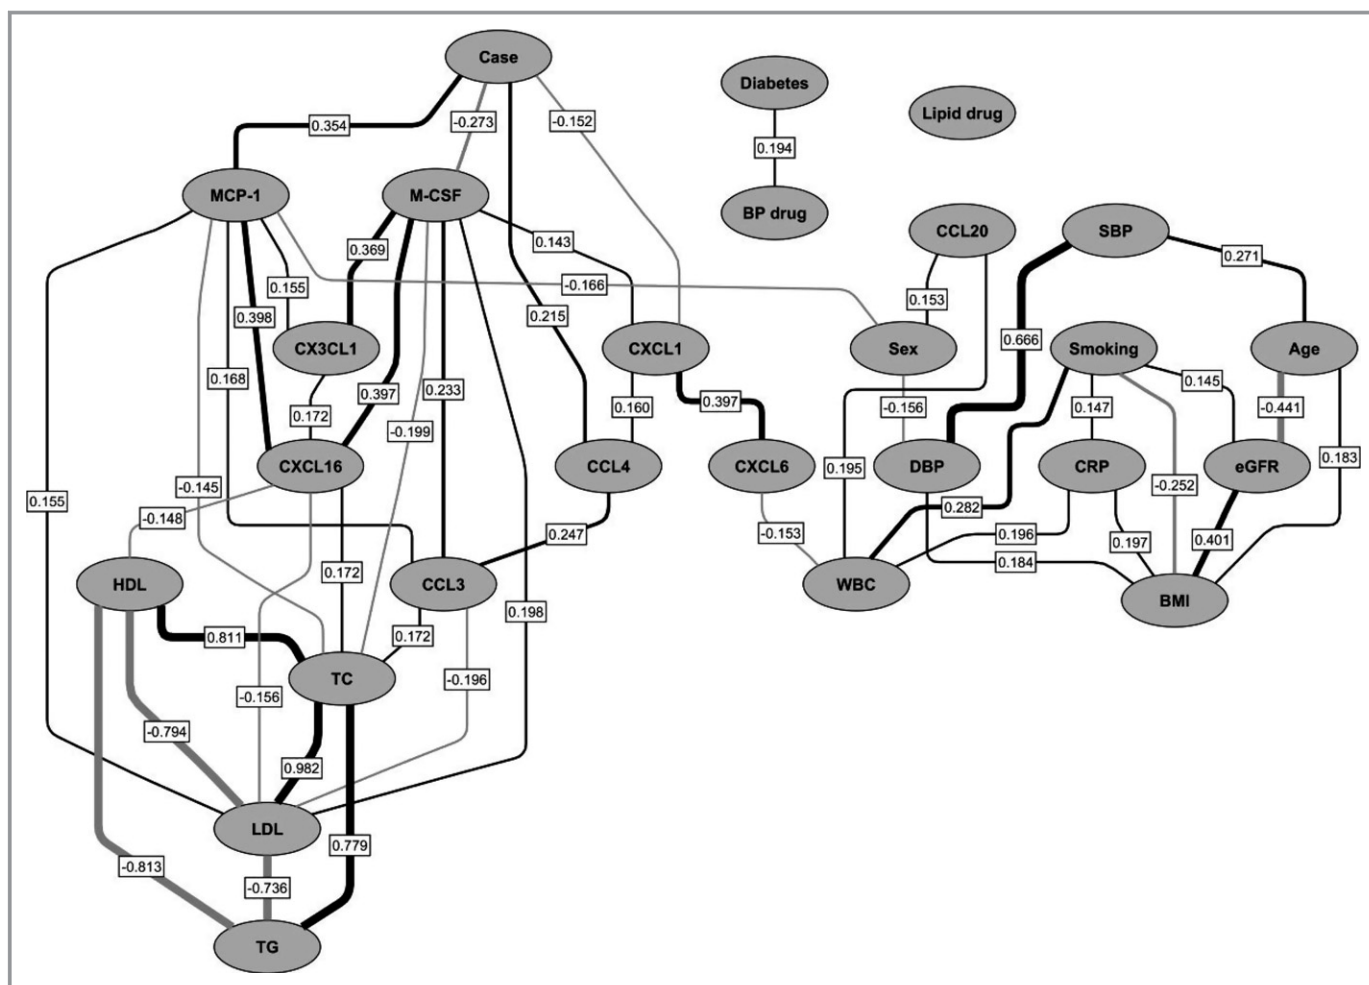 Case
Diabetes
Lipid drug
0.354
-0.273
-0.152
0.194
MCP-1
M-CSF
BP drug
CCL20
SBP
0.369
0.143
0.271
0.155
-0.166
0.153
0.398
0.215
0.666
CX3CL1
CXCL1
Sex
Smoking
Age
0.168
0.397
0.233
0.145
0.172
0.160
0.397
-0.156
0.147
-0.441
-0.199
CXCL16
CCL4
CXCL6
DBP
CRP
eGFR
0.183
0.155
-0.145
0.195
-0.252
-0.148
0.282
0.247
-0.153
0.196
0.197
0.401
0.172
0.184
HDL
CCL3
WBC
BMI
0.198
0.811
0.172
TC
-0.196
-0.156
-0.794
0.982
LDL
0.779
-0.813
-0.736
TG